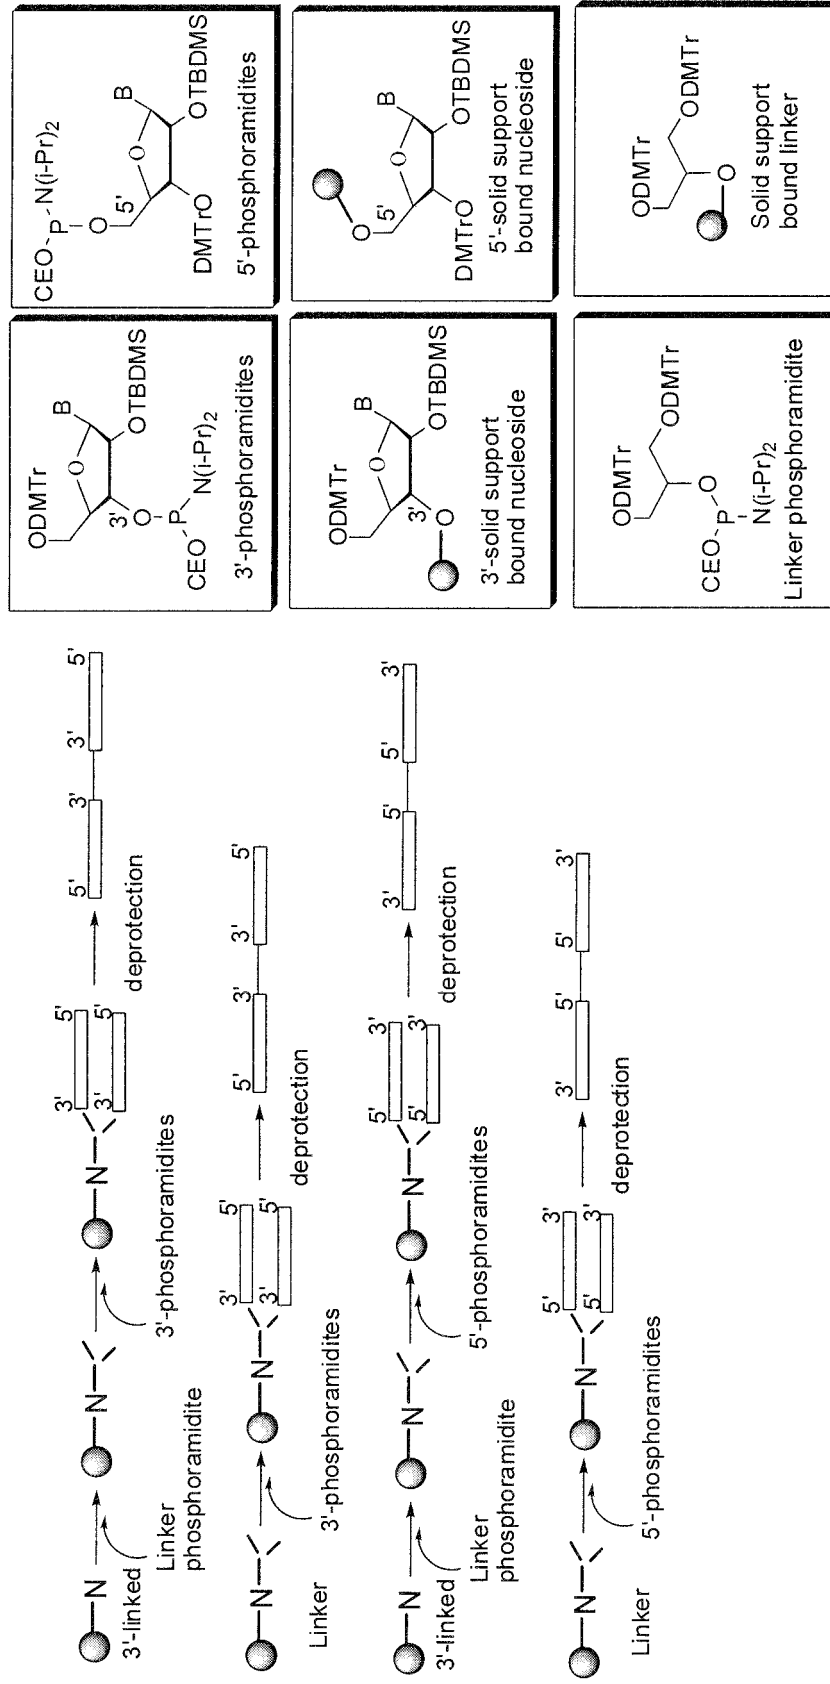 3'-linked
N
Linker
phosphoramidite
N
3'-phosphoramidites
N
3' 5'
3' 5'
deprotection
5' 3' 3' 5'
Linker
N
3'-phosphoramidites
N
3' 5'
3' 5'
deprotection
5' 3' 3' 5'
3'-linked
N
Linker
phosphoramidite
N
5'-phosphoramidites
N
5' 3'
5' 3'
deprotection
3' 5' 5' 3'
Linker
N
5'-phosphoramidites
N
5' 3'
5' 3'
deprotection
3' 5' 5' 3'
ODMTr
O
B
3'
O
OTBDMS
P
CEO
N(i-Pr)2
3'-phosphoramidites
CEO
P
N(i-Pr)2
O
5'
O
B
DMTrO
OTBDMS
5'-phosphoramidites
ODMTr
O
B
3'
O
OTBDMS
3'-solid support
bound nucleoside
O
5'
O
B
DMTrO
OTBDMS
5'-solid support
bound nucleoside
ODMTr
ODMTr
O
CEO
P
N(i-Pr)2
Linker phosphoramidite
ODMTr
ODMTr
O
Solid support
bound linker